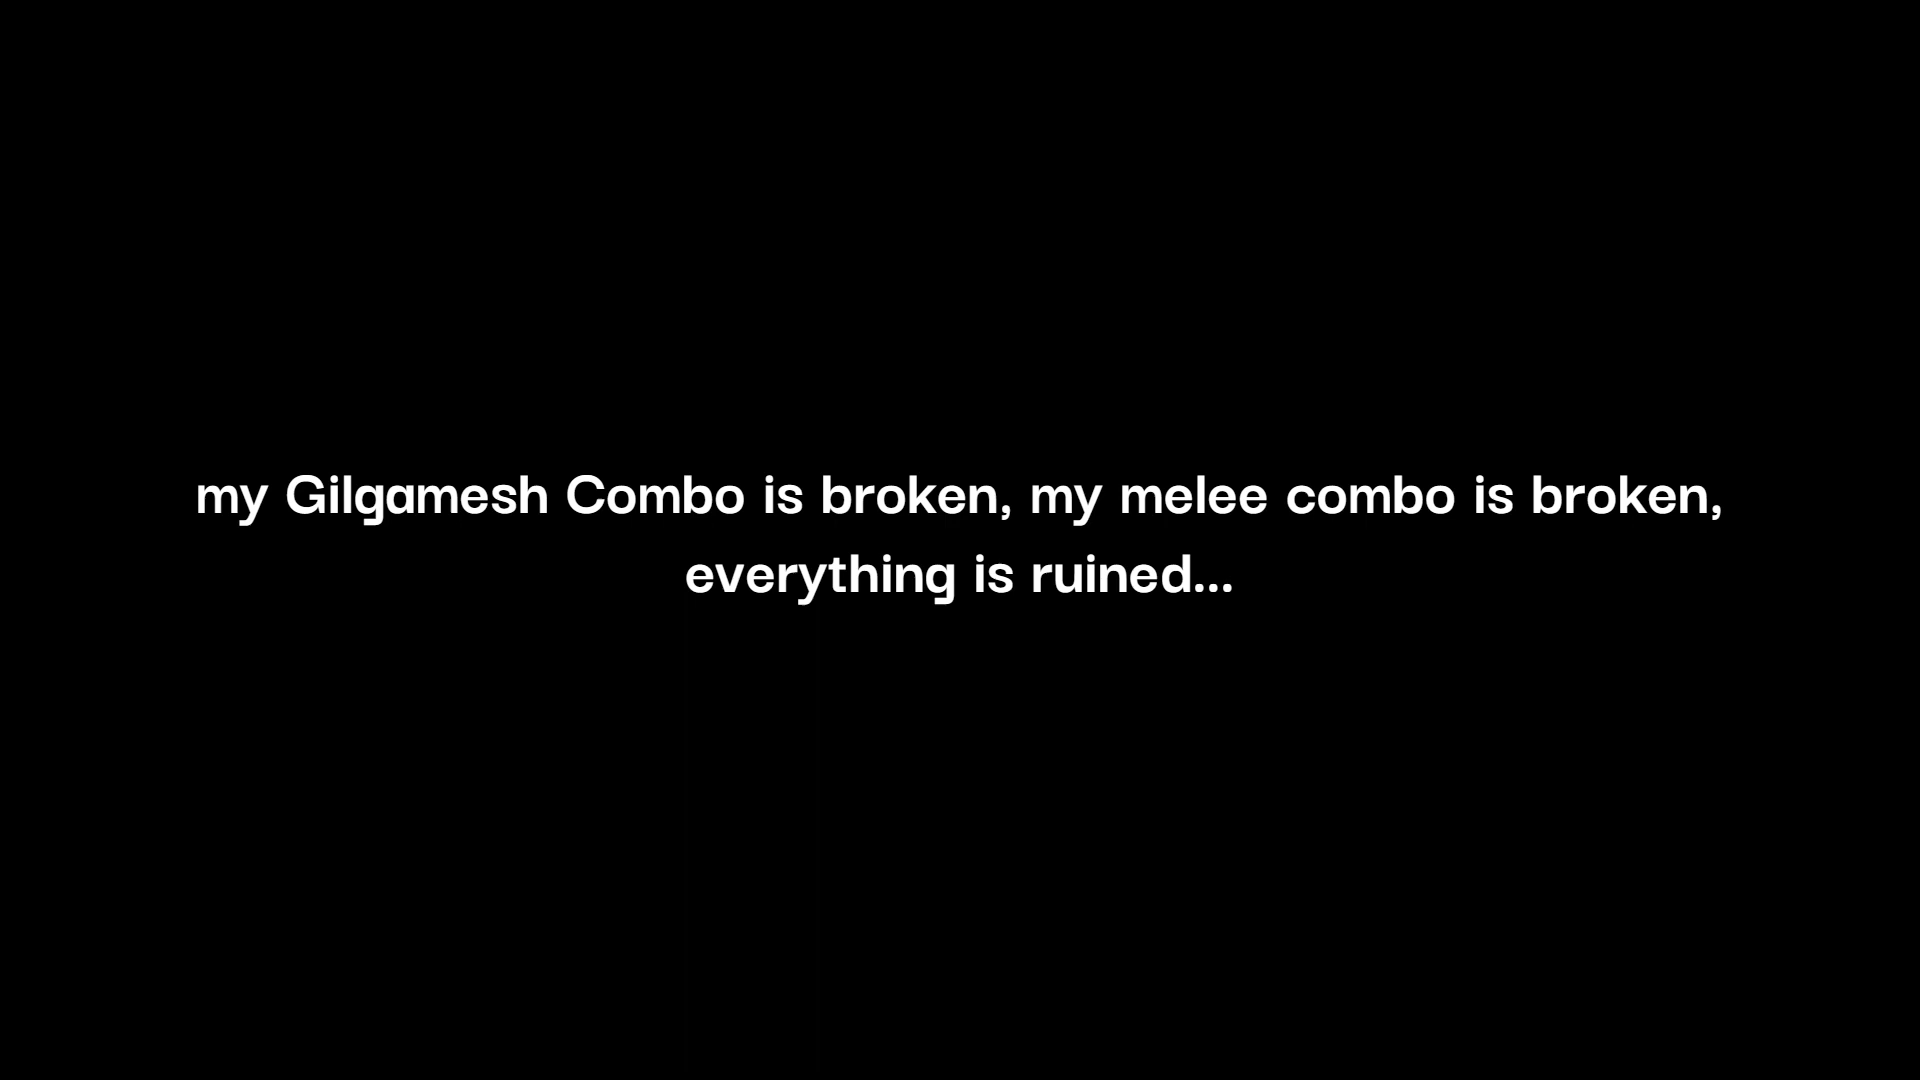 my Gilgamesh Combo is broken, my melee combo is broken,
everything is ruined...